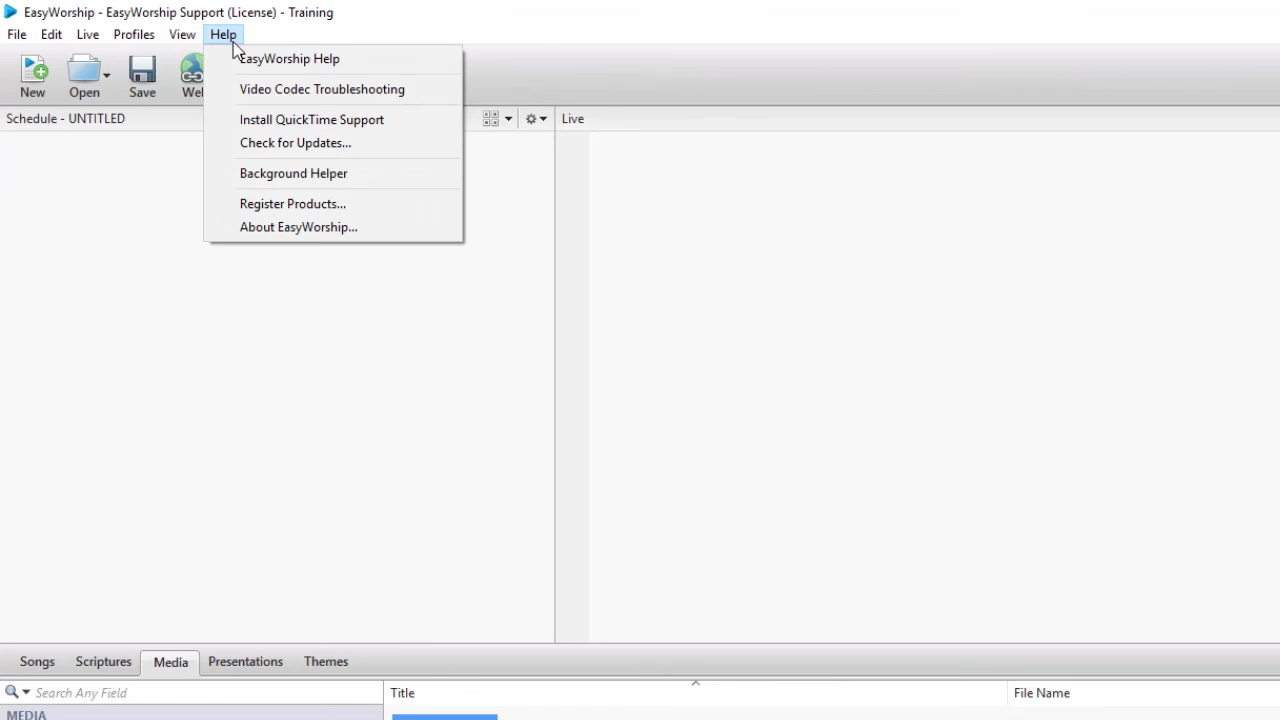 EasyWorship - EasyWorship Support (License) - Training
File Edit Live Profiles View Help
New Open Save
EasyWorship Help
Video Codec Troubleshooting
Install QuickTime Support
Check for Updates...
Background Helper
Register Products...
About EasyWorship...
Schedule - UNTITLED
Live
Songs Scriptures Media Presentations Themes
Search Any Field
Title File Name
MEDIA